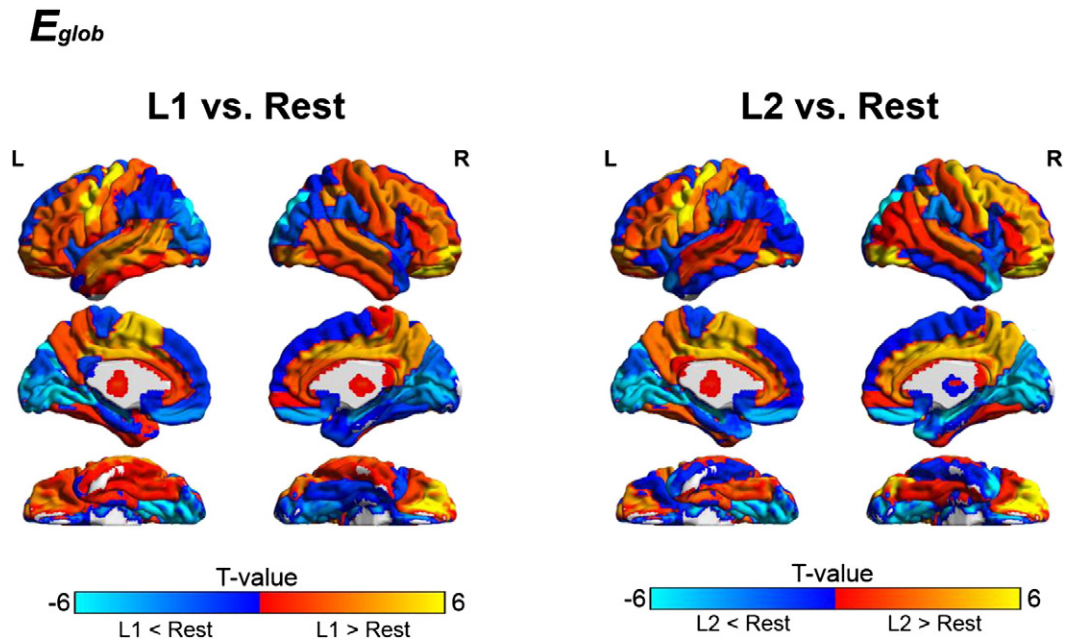 Eglob
L1 vs. Rest
L2 vs. Rest
L
R
L
R
T-value
-6
6
L1 < Rest
L1 > Rest
T-value
-6
6
L2 < Rest
L2 > Rest